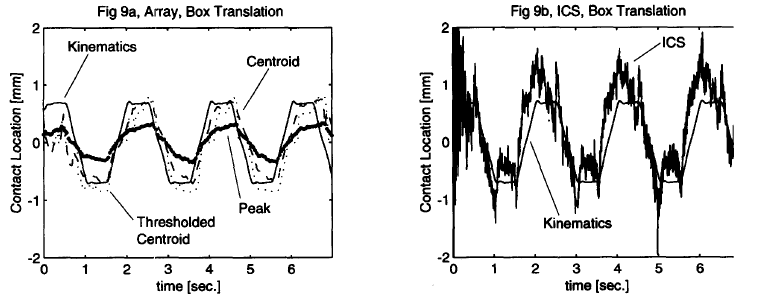 Fig 9a, Array, Box Translation
Contact Location [mm]
2
1
0
-1
-2
Kinematics
Centroid
Thresholded
Centroid
Peak
0 1 2 3 4 5 6
time [sec.]
Fig 9b, ICS, Box Translation
Contact Location [mm]
2
1
0
-1
-2
ICS
Kinematics
0 1 2 3 4 5 6
time [sec.]